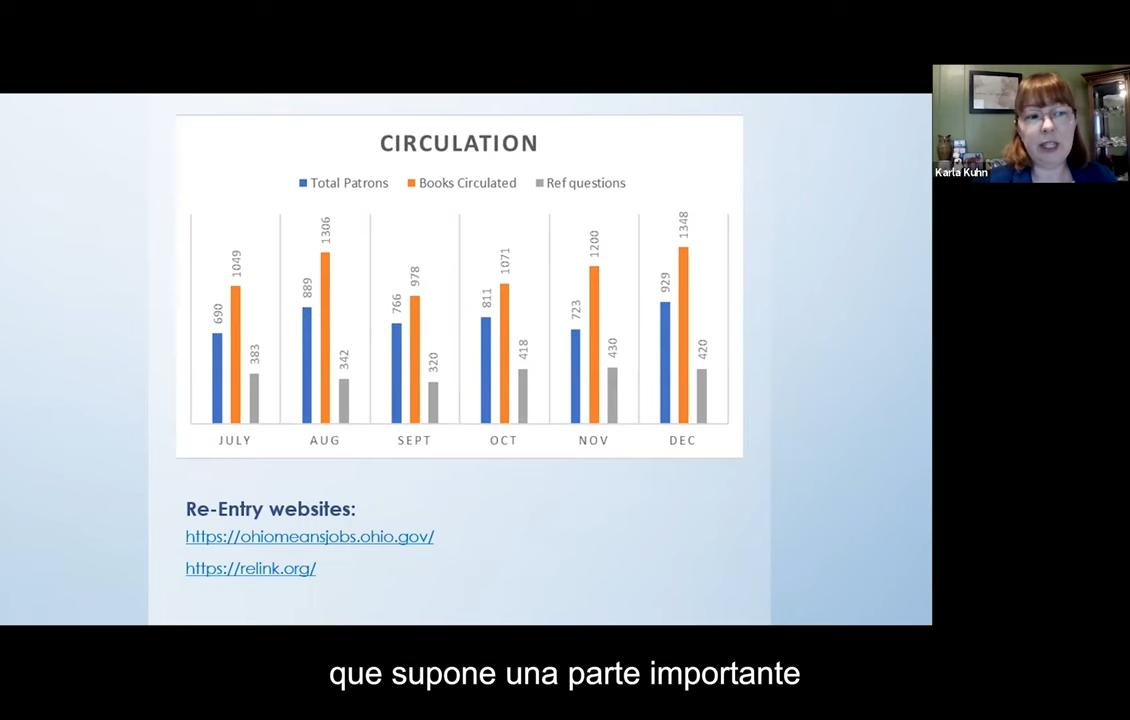 CIRCULATION
Total Patrons Books Circulated Ref questions
690 1049 383 889 1306 342 766 978 320 811 1071 418 723 1200 430 929 1348 420
JULY AUG SEPT OCT NOV DEC
Re-Entry websites:
https://ohiomeansjobs.ohio.gov/
https://relink.org/
Karla Kuhn
que supone una parte importante